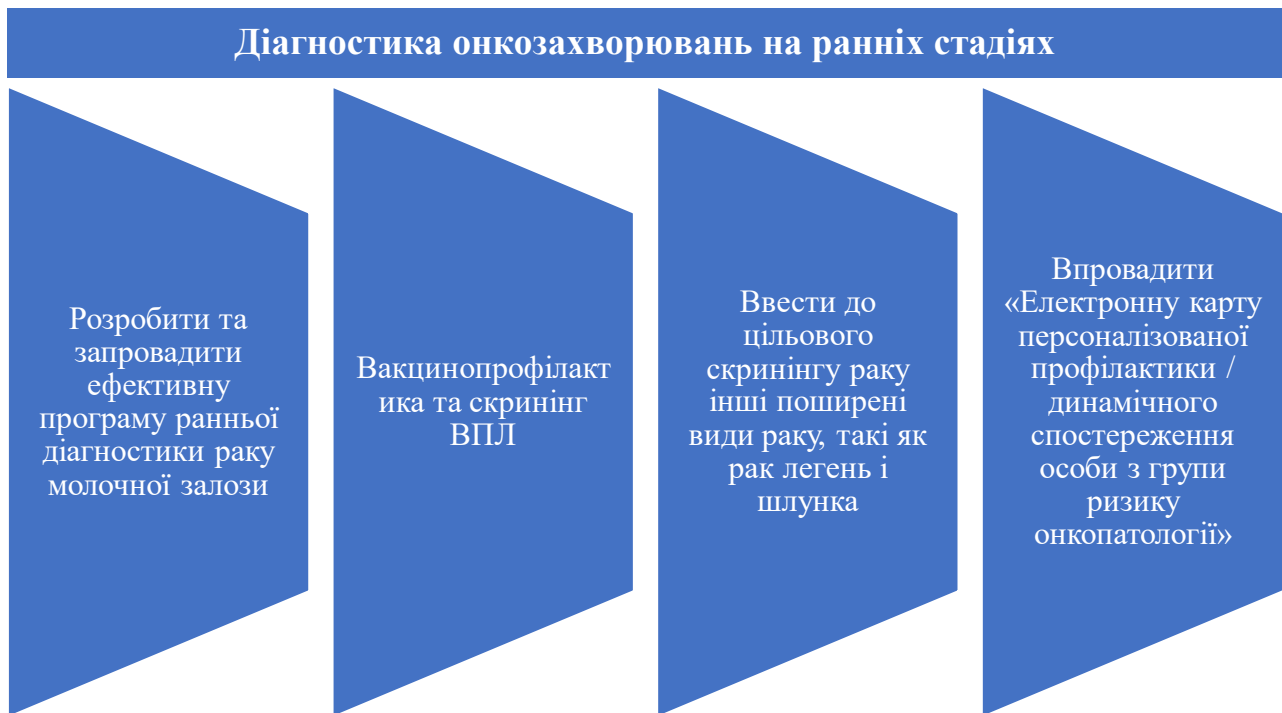 Діагностика онкозахворювань на ранніх стадіях
Розробити та
запровадити
ефективну
програму ранньої
діагностики раку
молочної залози
Вакцинопрофілакт
ика та скринінг
ВПЛ
Ввести до
цільового
скринінгу раку
інші поширені
види раку, такі як
рак легень і
шлунка
Впровадити
«Електронну карту
персоналізованої
профілактики /
динамічного
спостереження
особи з групи
ризику
онкопатології»